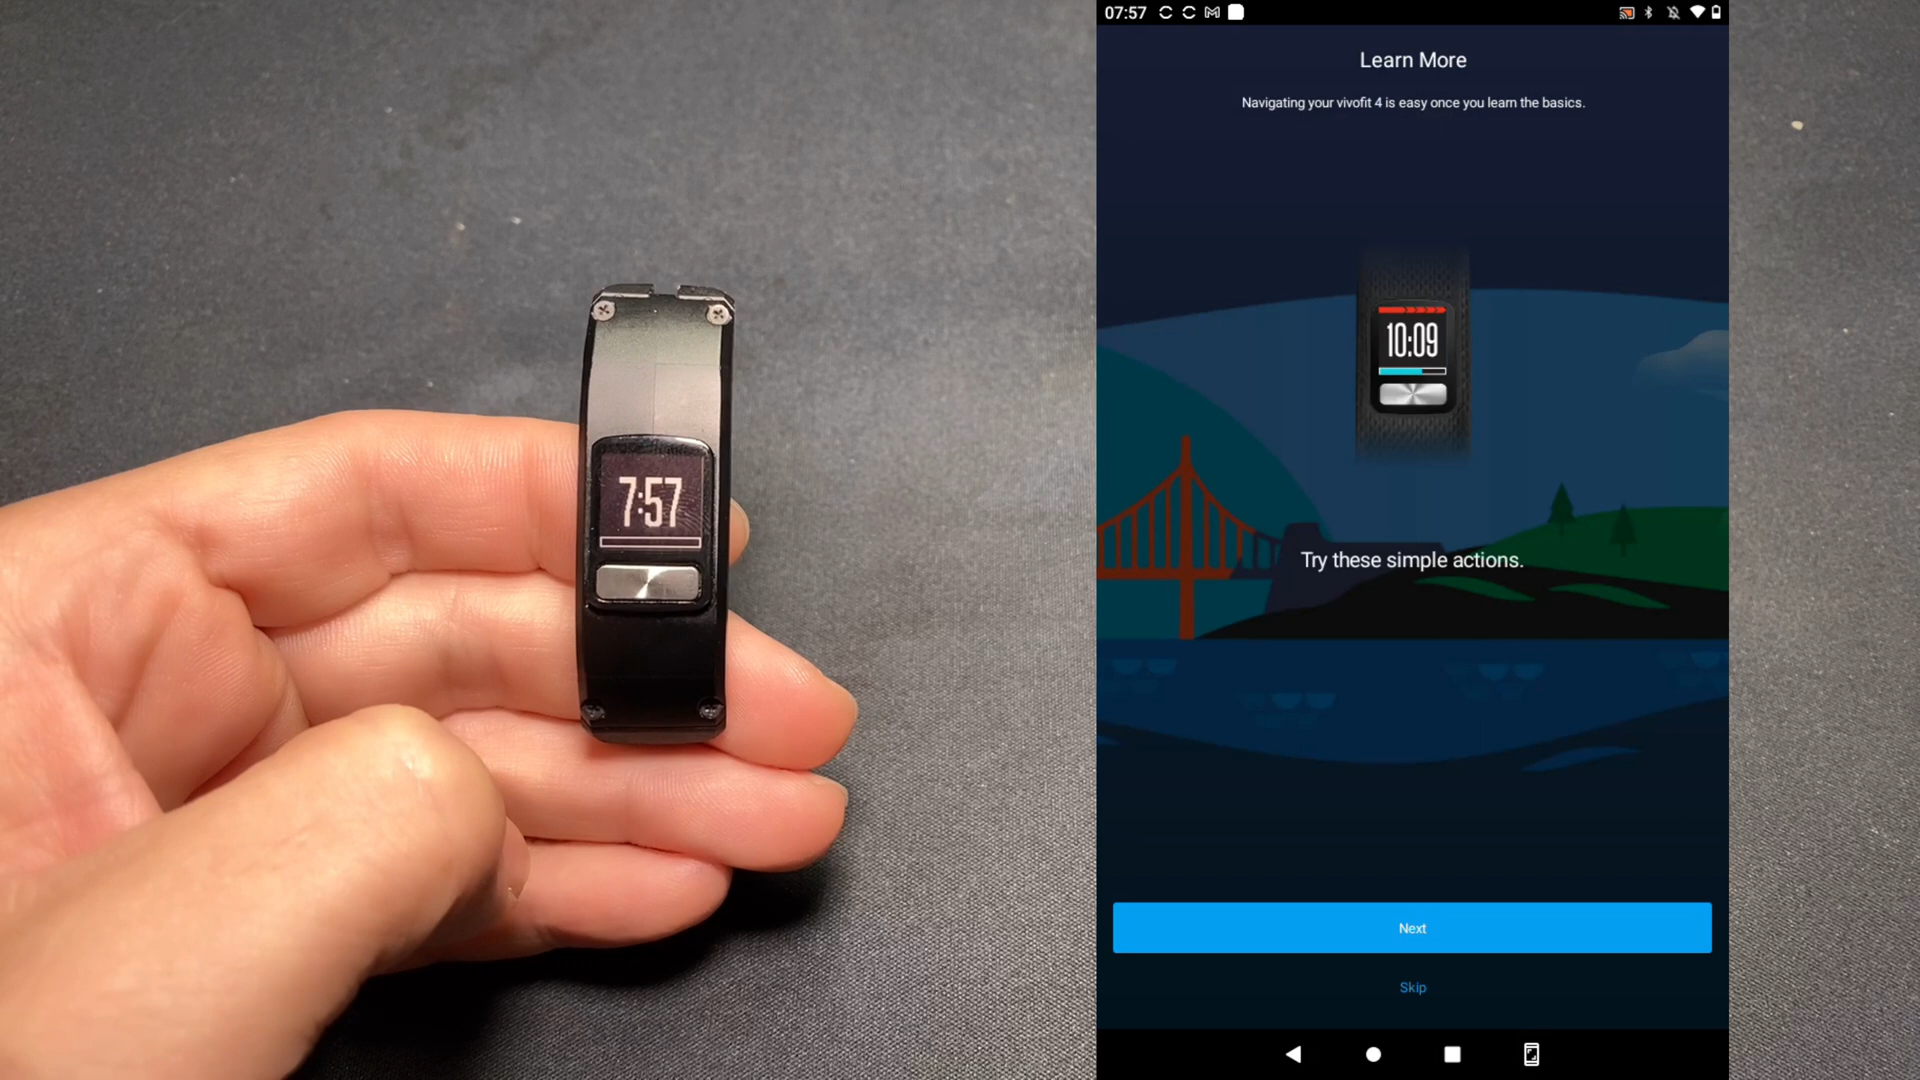 7:57
07:57
Learn More
Navigating your vivofit 4 is easy once you learn the basics.
10:09
Try these simple actions.
Next
Skip